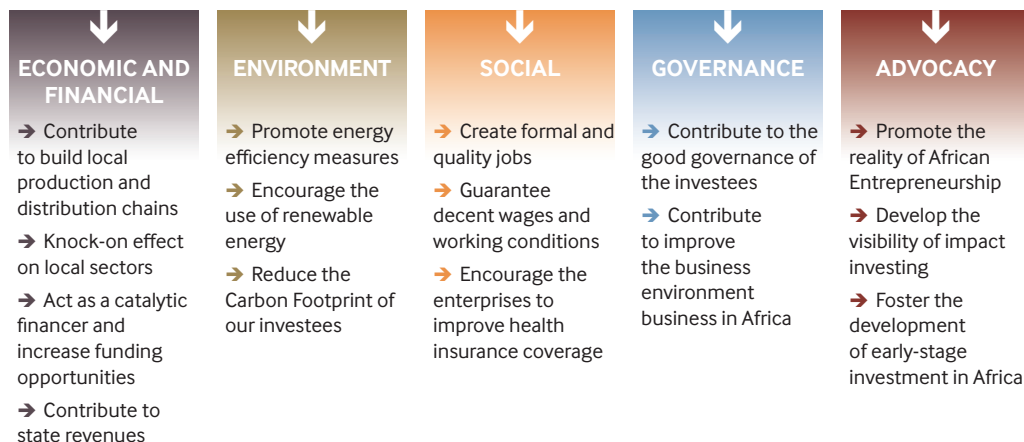 ECONOMIC AND
FINANCIAL
➔ Contribute
to build local
production and
distribution chains
➔ Knock-on effect
on local sectors
➔ Act as a catalytic
financer and
increase funding
opportunities
➔ Contribute to
state revenues
ENVIRONMENT
➔ Promote energy
efficiency measures
➔ Encourage the
use of renewable
energy
➔ Reduce the
Carbon Footprint of
our investees
SOCIAL
➔ Create formal and
quality jobs
➔ Guarantee
decent wages and
working conditions
➔ Encourage the
enterprises to
improve health
insurance coverage
GOVERNANCE
➔ Contribute to the
good governance of
the investees
➔ Contribute
to improve
the business
environment
business in Africa
ADVOCACY
➔ Promote the
reality of African
Entrepreneurship
➔ Develop the
visibility of impact
investing
➔ Foster the
development
of early-stage
investment in Africa